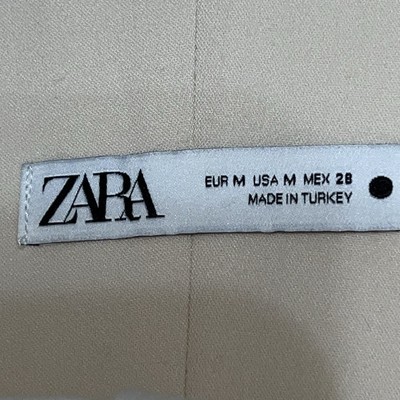 ZARA
EUR M USA M MEX 28
MADE IN TURKEY